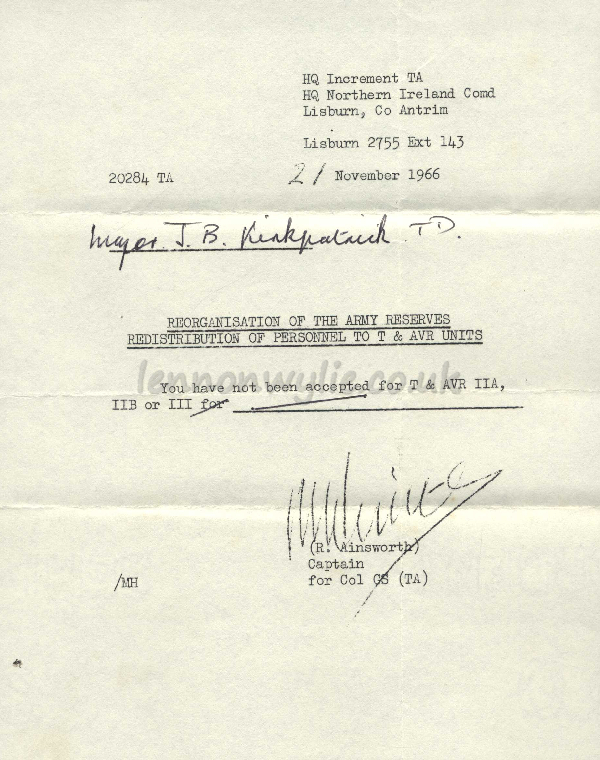 HQ Increment TA
HQ Northern Ireland Comd
Lisburn, Co Antrim
Lisburn 2755 Ext 143
20284 TA
21 November 1966
Major J. B. Kirkpatrick TD.
REORGANISATION OF THE ARMY RESERVES
REDISTRIBUTION OF PERSONNEL TO T & AVR UNITS
lennonwylie.co.uk
You have not been accepted for T & AVR IIA,
IIB or III for
(R. Ainsworth)
Captain
for Col GS (TA)
/MH